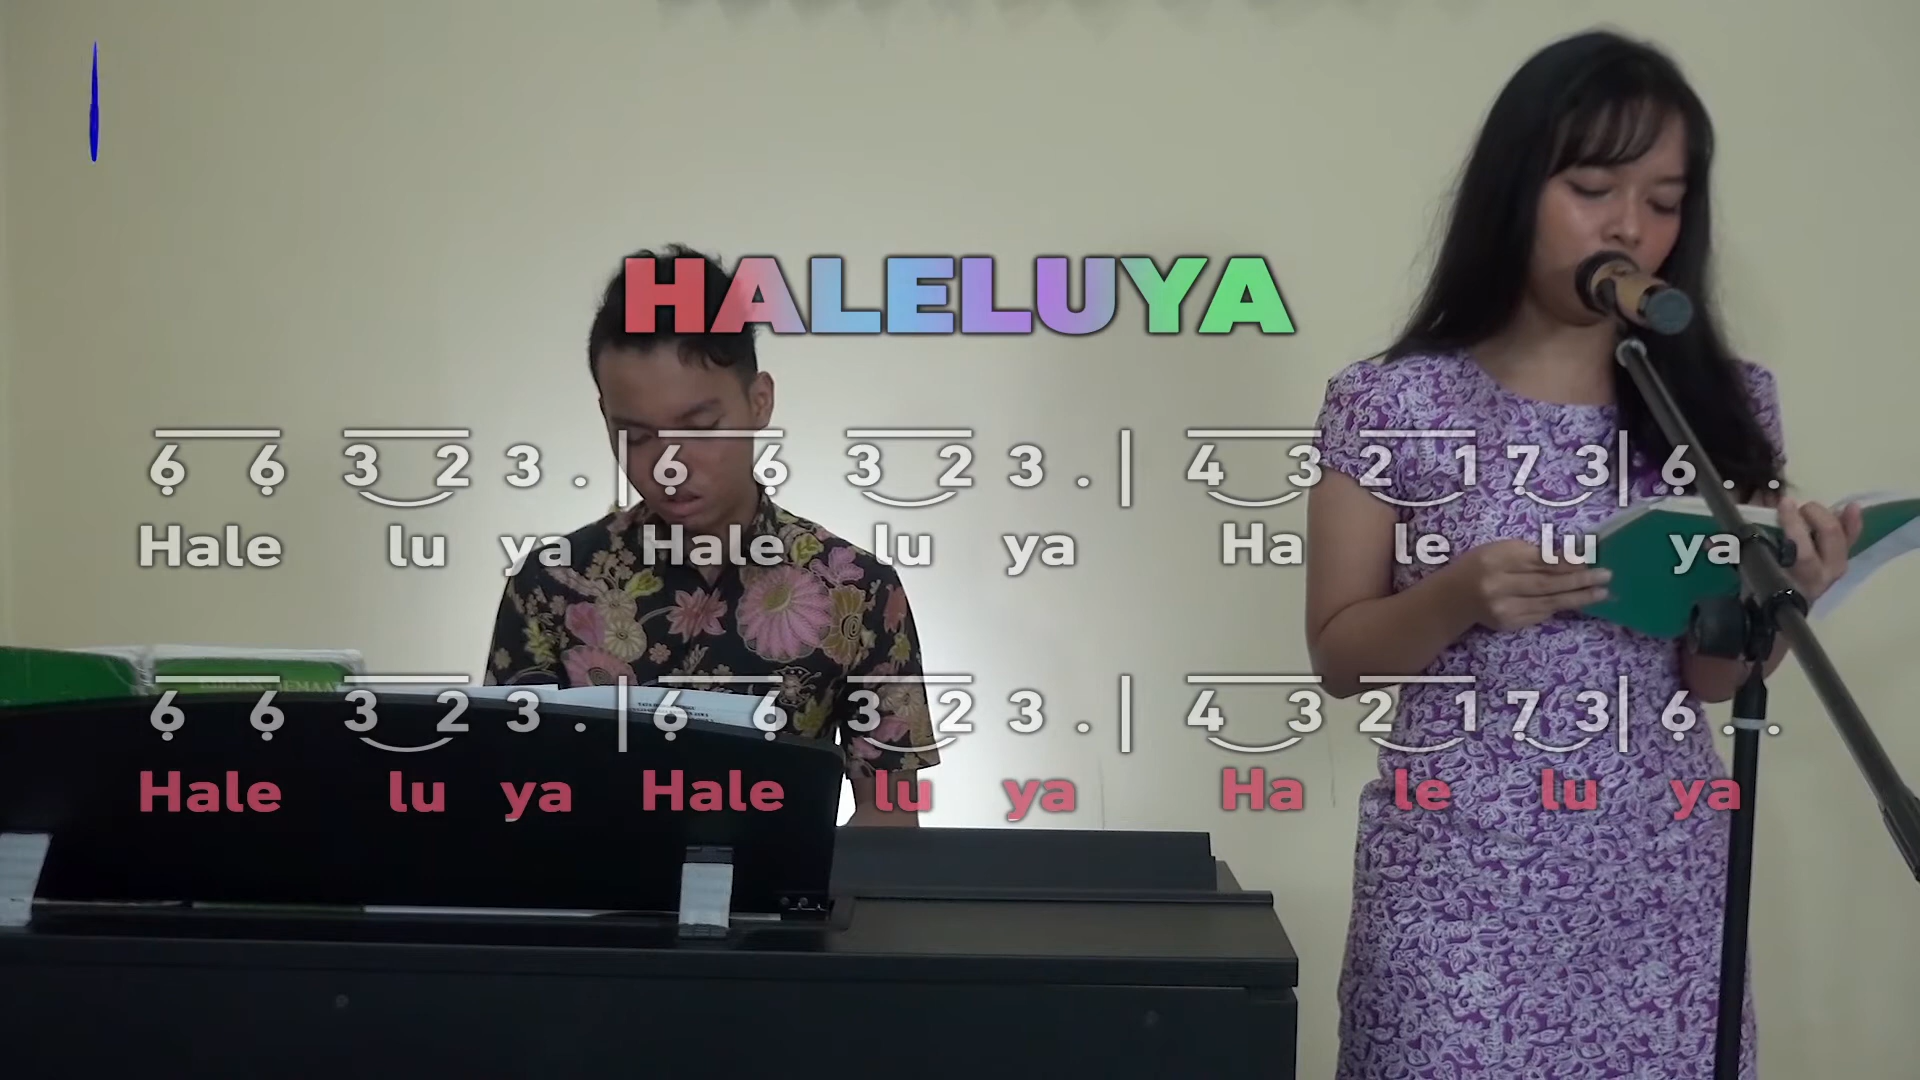 HALELUYA
6̣ 6̣ 3 2 3 . | 6̣ 6̣ 3 2 3 . | 4 3 2 1 7̣ 3 | 6̣ . .
Hale lu ya Hale lu ya Ha le lu ya
6̣ 6̣ 3 2 3 . | 6̣ 6̣ 3 2 3 . | 4 3 2 1 7̣ 3 | 6̣ . .
Hale lu ya Hale lu ya Ha le lu ya